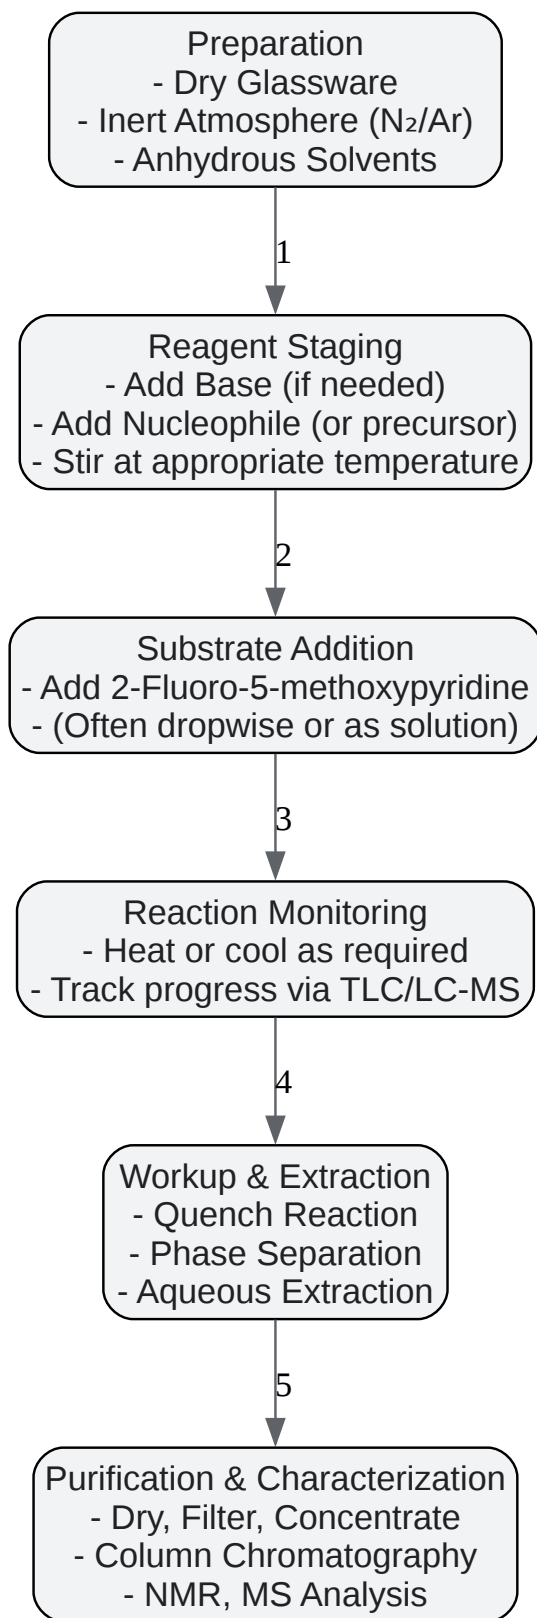 Preparation
- Dry Glassware
- Inert Atmosphere (N₂/Ar)
- Anhydrous Solvents
1
Reagent Staging
- Add Base (if needed)
- Add Nucleophile (or precursor)
- Stir at appropriate temperature
2
Substrate Addition
- Add 2-Fluoro-5-methoxypyridine
- (Often dropwise or as solution)
3
Reaction Monitoring
- Heat or cool as required
- Track progress via TLC/LC-MS
4
Workup & Extraction
- Quench Reaction
- Phase Separation
- Aqueous Extraction
5
Purification & Characterization
- Dry, Filter, Concentrate
- Column Chromatography
- NMR, MS Analysis